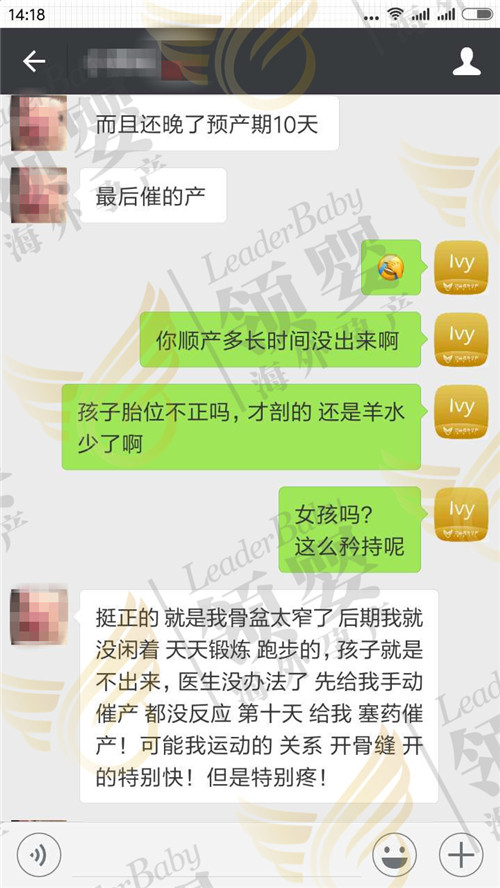 14:18
而且还晚了预产期10天
最后催的产
Ivy
你顺产多长时间没出来啊
Ivy
孩子胎位不正吗，才剖的 还是羊水
少了啊
Ivy
女孩吗？
这么矜持呢
Ivy
挺正的 就是我骨盆太窄了 后期我就
没闲着 天天锻炼 跑步的，孩子就是
不出来，医生没办法了 先给我手动
催产 都没反应 第十天 给我 塞药催
产！可能我运动的 关系 开骨缝 开
的特别快！但是特别疼！
LeaderBaby
领婴
海外孕产